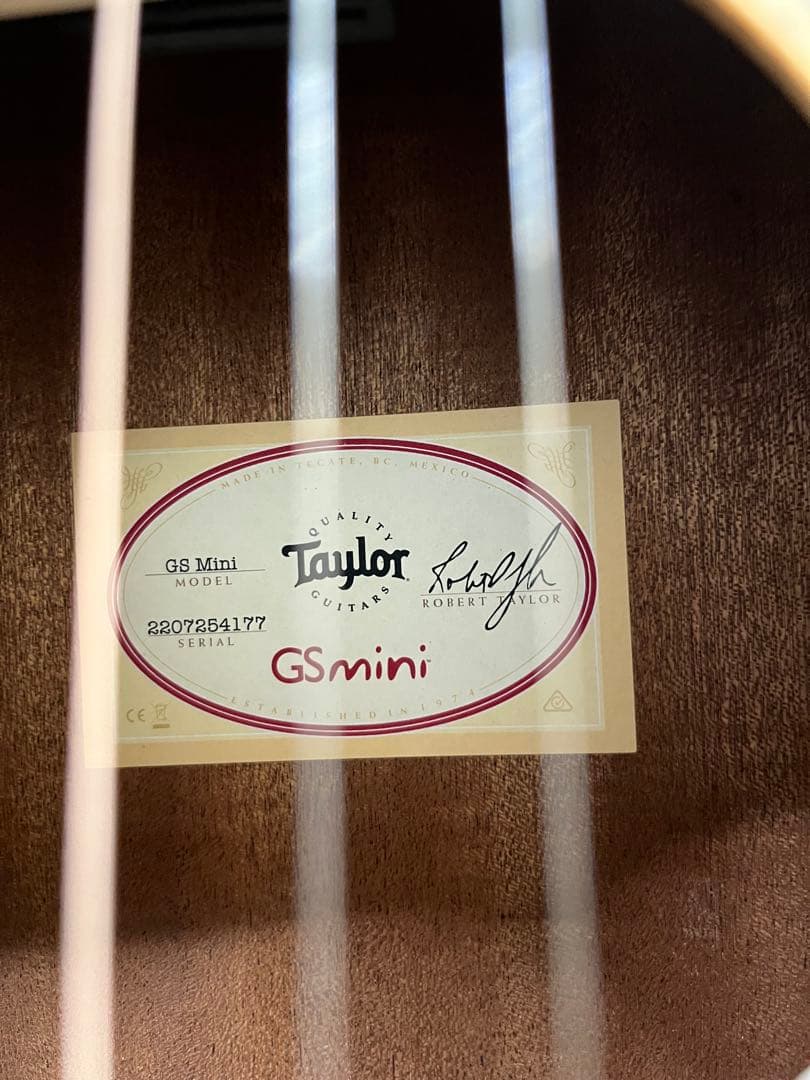 MADE IN TECATE, BC, MEXICO
GS Mini
MODEL
2207254177
SERIAL
QUALITY
Taylor
GUITARS
ROBERT TAYLOR
GSmini™
CE
ESTABLISHED IN 1974